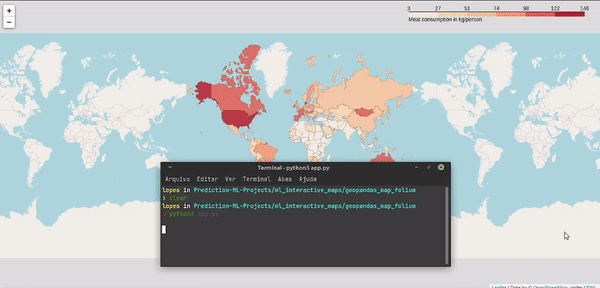 +
−
3 27 51 74 98 122 146
Meat consumption in kg/person
Terminal - python3 app.py
Arquivo Editar Ver Terminal Abas Ajuda
lopes in Prediction-ML-Projects/ml_interactive_maps/geopandas_map_folium
❯ clear
lopes in Prediction-ML-Projects/ml_interactive_maps/geopandas_map_folium
python3 app.py
Leaflet | Data by © OpenStreetMap, under ODbL